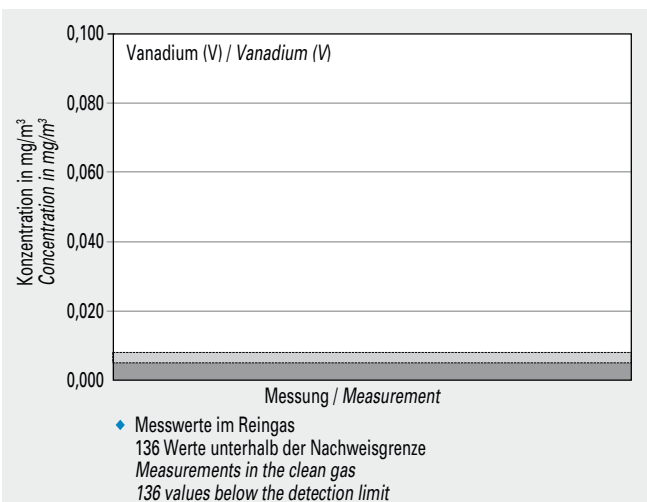 0,100
Vanadium (V) / Vanadium (V)
0,080
0,060
0,040
0,020
0,000
Konzentration in mg/m³
Concentration in mg/m³
Messung / Measurement
Messwerte im Reingas
136 Werte unterhalb der Nachweisgrenze
Measurements in the clean gas
136 values below the detection limit